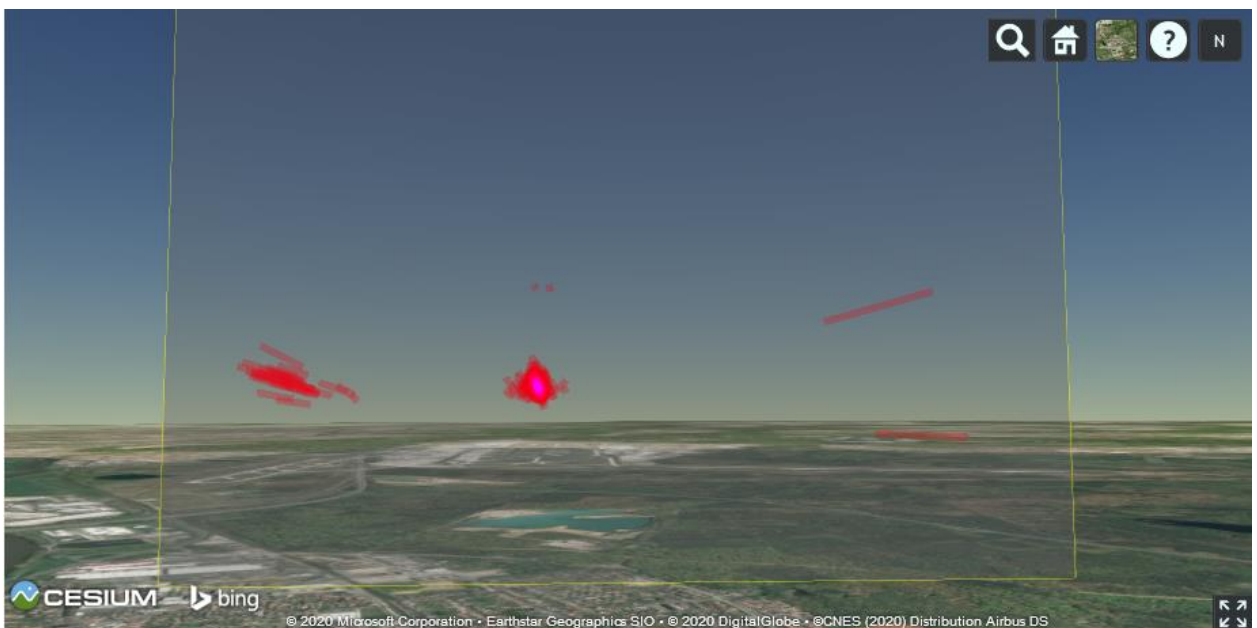 ?
N
CESIUM
bing
© 2020 Microsoft Corporation • Earthstar Geographics SIO • © 2020 DigitalGlobe • ©CNES (2020) Distribution Airbus DS